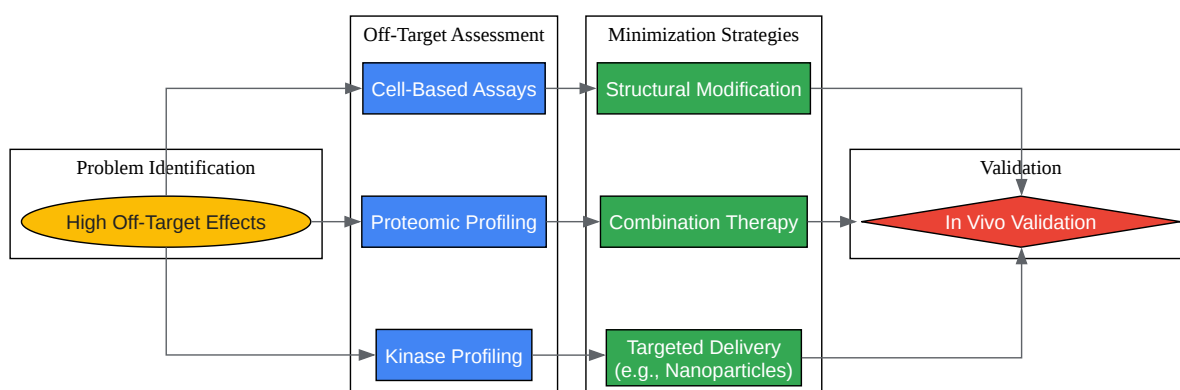 Off-Target Assessment
Minimization Strategies
Cell-Based Assays
Structural Modification
Problem Identification
Validation
High Off-Target Effects
Proteomic Profiling
Combination Therapy
In Vivo Validation
Kinase Profiling
Targeted Delivery
(e.g., Nanoparticles)